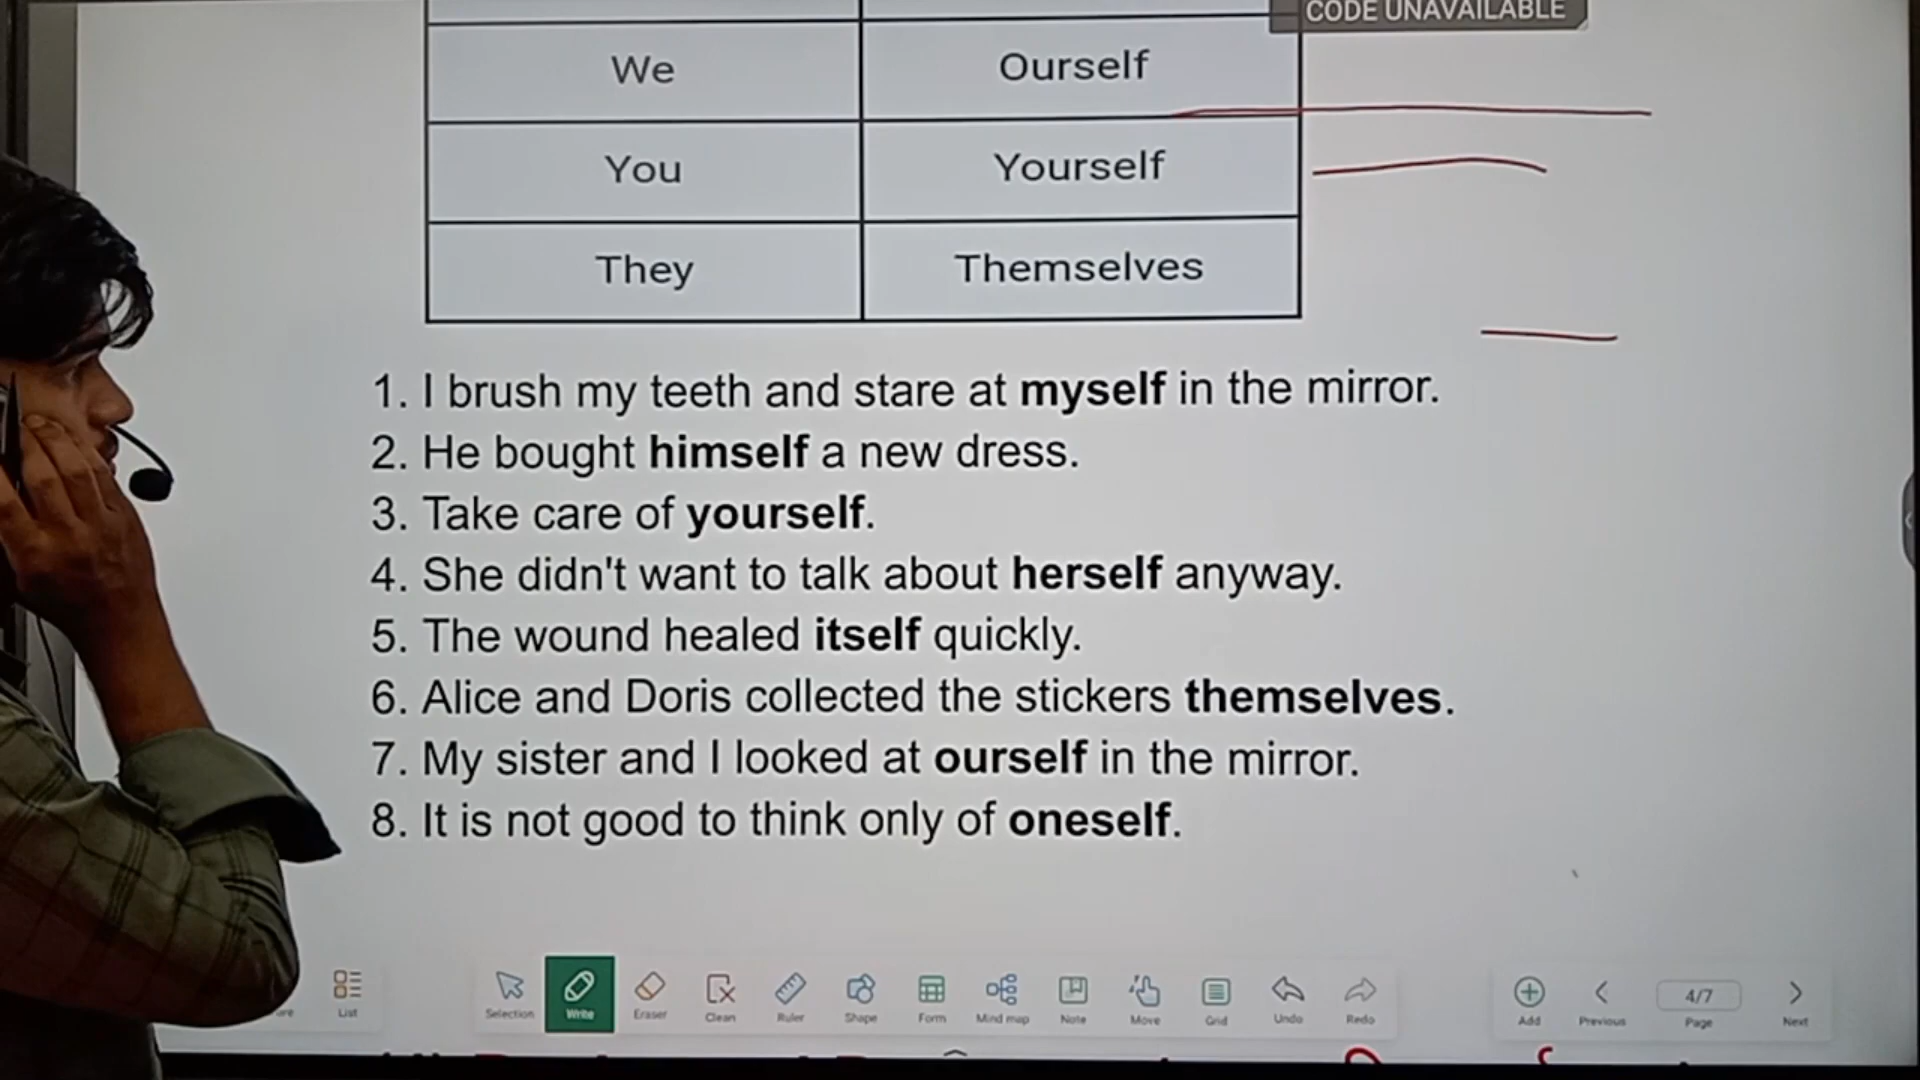 CODE UNAVAILABLE
We Ourself
You Yourself
They Themselves
1. I brush my teeth and stare at myself in the mirror.
2. He bought himself a new dress.
3. Take care of yourself.
4. She didn't want to talk about herself anyway.
5. The wound healed itself quickly.
6. Alice and Doris collected the stickers themselves.
7. My sister and I looked at ourself in the mirror.
8. It is not good to think only of oneself.
List Selection Write Eraser Clean Ruler Shape Form Mind map Note Move Grid Undo Redo Add Previous 4/7 Page Next